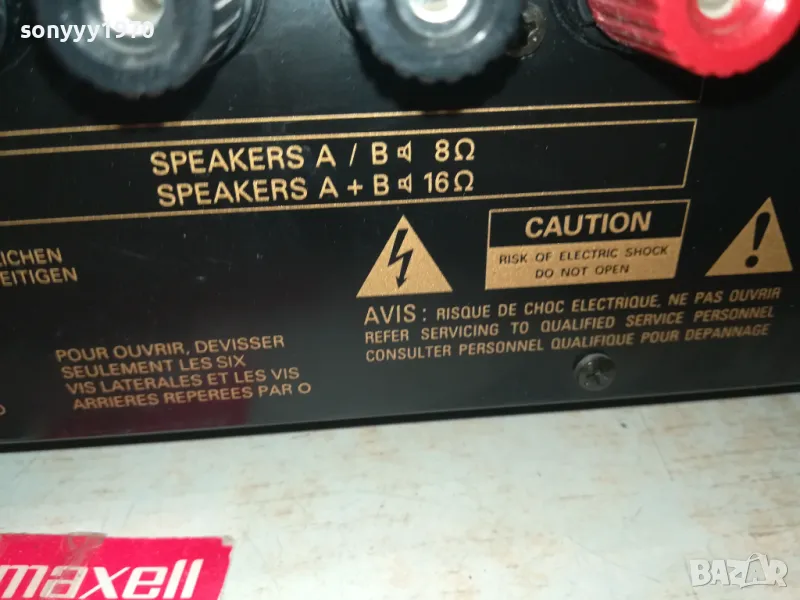 sonyyy1970
SPEAKERS A / B 8Ω
SPEAKERS A + B 16Ω
LICHEN
EITIGEN
CAUTION
RISK OF ELECTRIC SHOCK
DO NOT OPEN
AVIS : RISQUE DE CHOC ELECTRIQUE, NE PAS OUVRIR
REFER SERVICING TO QUALIFIED SERVICE PERSONNEL
CONSULTER PERSONNEL QUALIFIQUE POUR DEPANNAGE
POUR OUVRIR, DEVISSER
SEULEMENT LES SIX
VIS LATERALES ET LES VIS
ARRIERES REPEREES PAR O
maxell
BAZAR